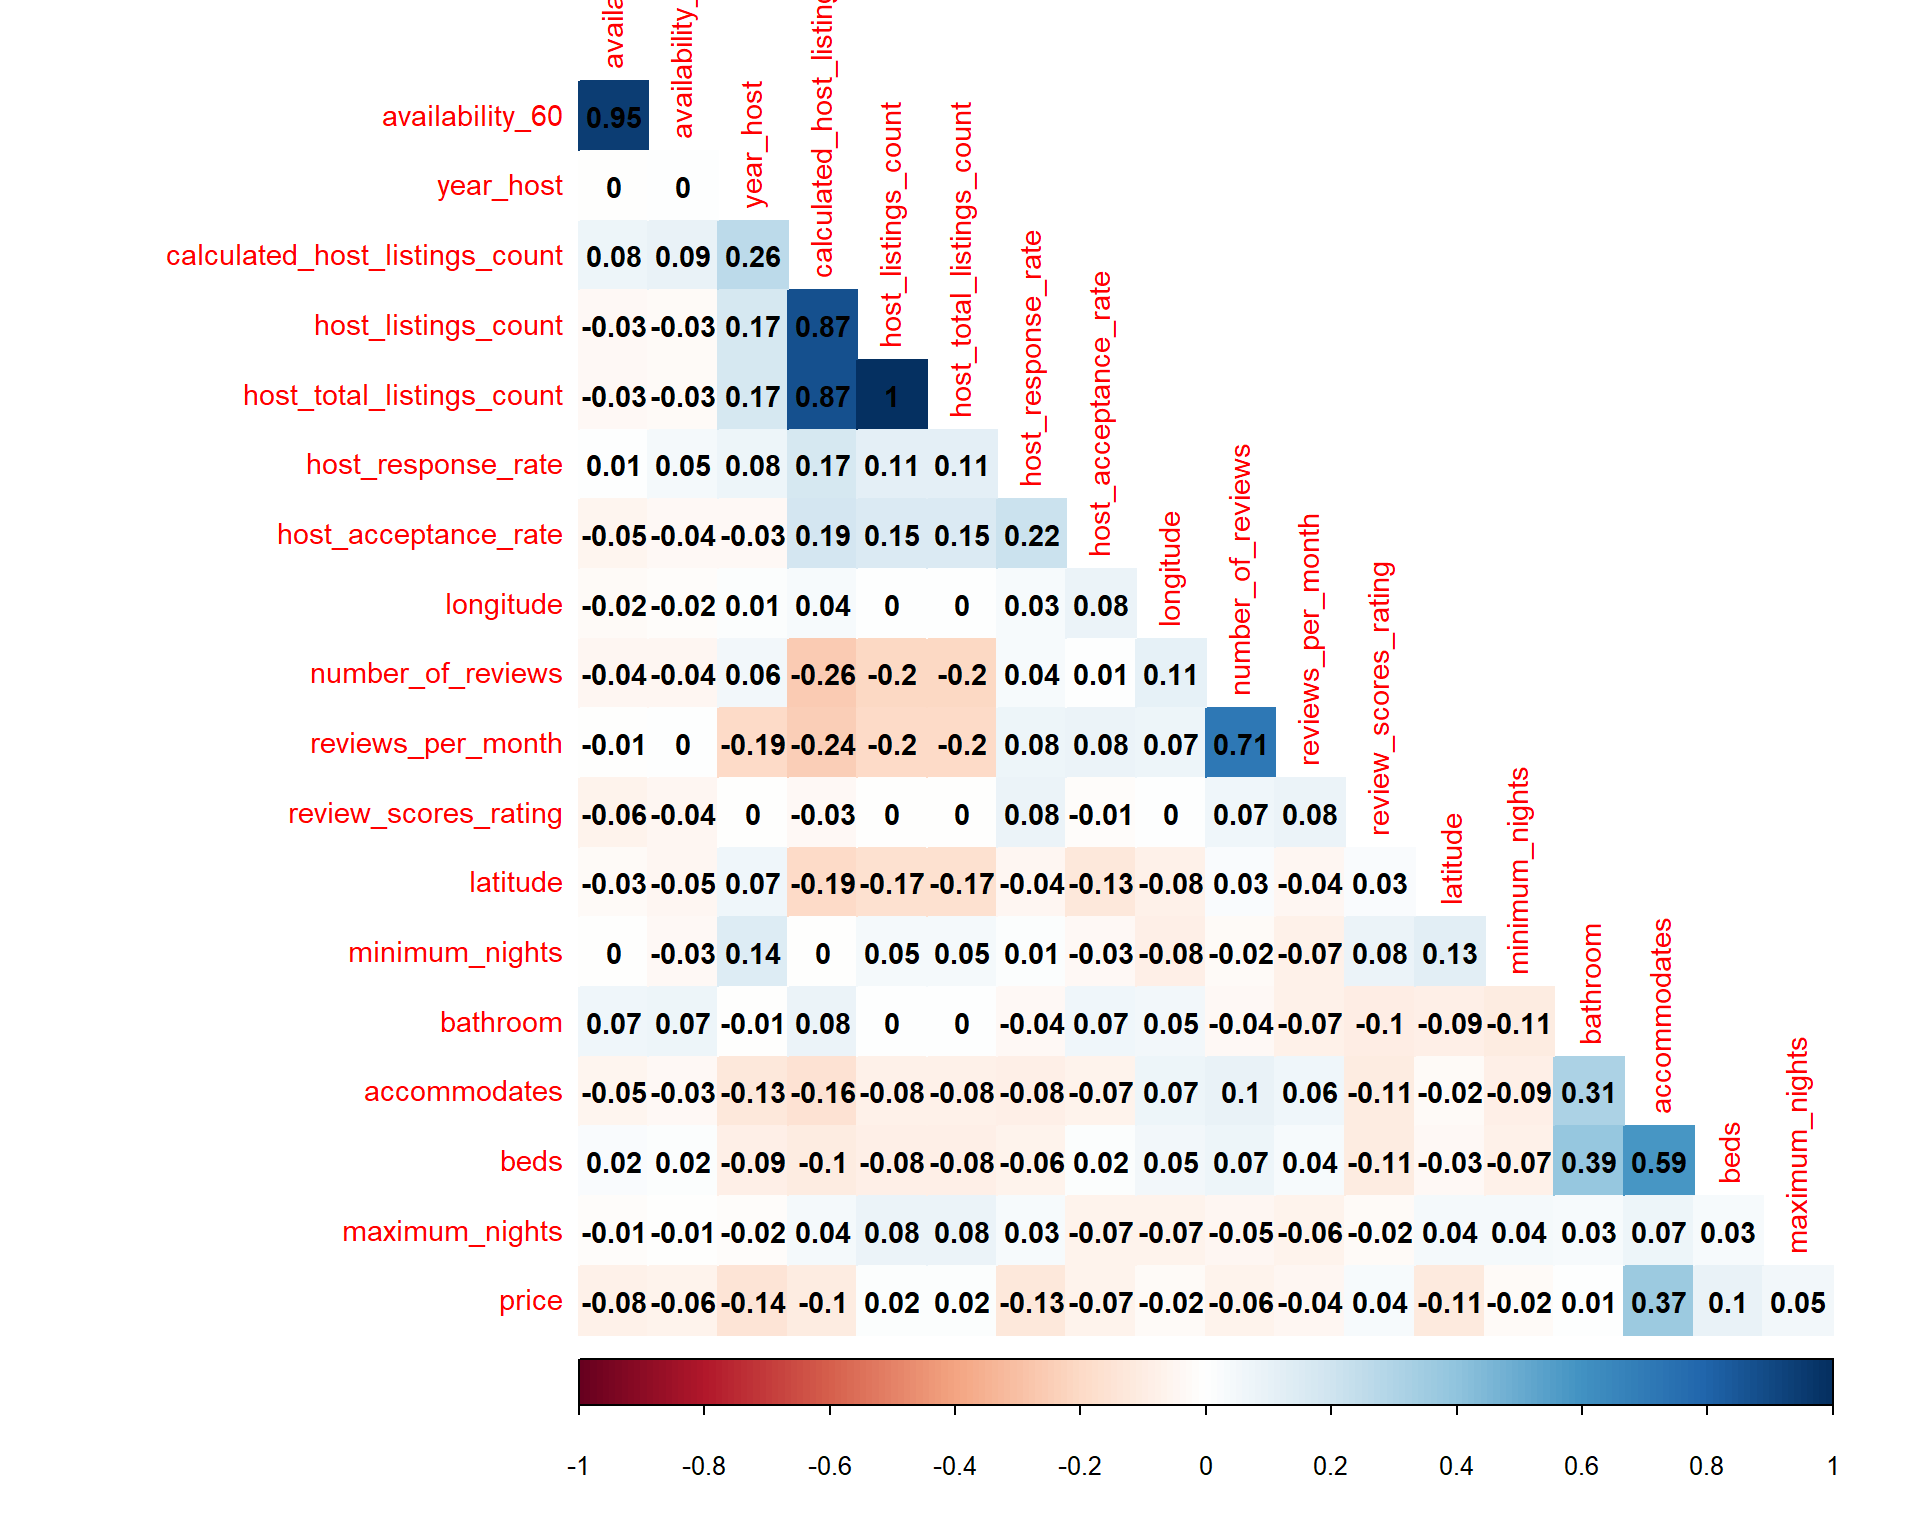 availa
availability_
availability_60 0.95
year_host
year_host 0 0
calculated_host_listing
calculated_host_listings_count 0.08 0.09 0.26
host_listings_count
host_listings_count -0.03 -0.03 0.17 0.87
host_total_listings_count
host_total_listings_count -0.03 -0.03 0.17 0.87 1
host_response_rate
host_response_rate 0.01 0.05 0.08 0.17 0.11 0.11
host_acceptance_rate
host_acceptance_rate -0.05 -0.04 -0.03 0.19 0.15 0.15 0.22
longitude
longitude -0.02 -0.02 0.01 0.04 0 0 0.03 0.08
number_of_reviews
number_of_reviews -0.04 -0.04 0.06 -0.26 -0.2 -0.2 0.04 0.01 0.11
reviews_per_month
reviews_per_month -0.01 0 -0.19 -0.24 -0.2 -0.2 0.08 0.08 0.07 0.71
review_scores_rating
review_scores_rating -0.06 -0.04 0 -0.03 0 0 0.08 -0.01 0 0.07 0.08
latitude
latitude -0.03 -0.05 0.07 -0.19 -0.17 -0.17 -0.04 -0.13 -0.08 0.03 -0.04 0.03
minimum_nights
minimum_nights 0 -0.03 0.14 0 0.05 0.05 0.01 -0.03 -0.08 -0.02 -0.07 0.08 0.13
bathroom
bathroom 0.07 0.07 -0.01 0.08 0 0 -0.04 0.07 0.05 -0.04 -0.07 -0.1 -0.09 -0.11
accommodates
accommodates -0.05 -0.03 -0.13 -0.16 -0.08 -0.08 -0.08 -0.07 0.07 0.1 0.06 -0.11 -0.02 -0.09 0.31
beds
beds 0.02 0.02 -0.09 -0.1 -0.08 -0.08 -0.06 0.02 0.05 0.07 0.04 -0.11 -0.03 -0.07 0.39 0.59
maximum_nights
maximum_nights -0.01 -0.01 -0.02 0.04 0.08 0.08 0.03 -0.07 -0.07 -0.05 -0.06 -0.02 0.04 0.04 0.03 0.07 0.03
price -0.08 -0.06 -0.14 -0.1 0.02 0.02 -0.13 -0.07 -0.02 -0.06 -0.04 0.04 -0.11 -0.02 0.01 0.37 0.1 0.05
-1 -0.8 -0.6 -0.4 -0.2 0 0.2 0.4 0.6 0.8 1